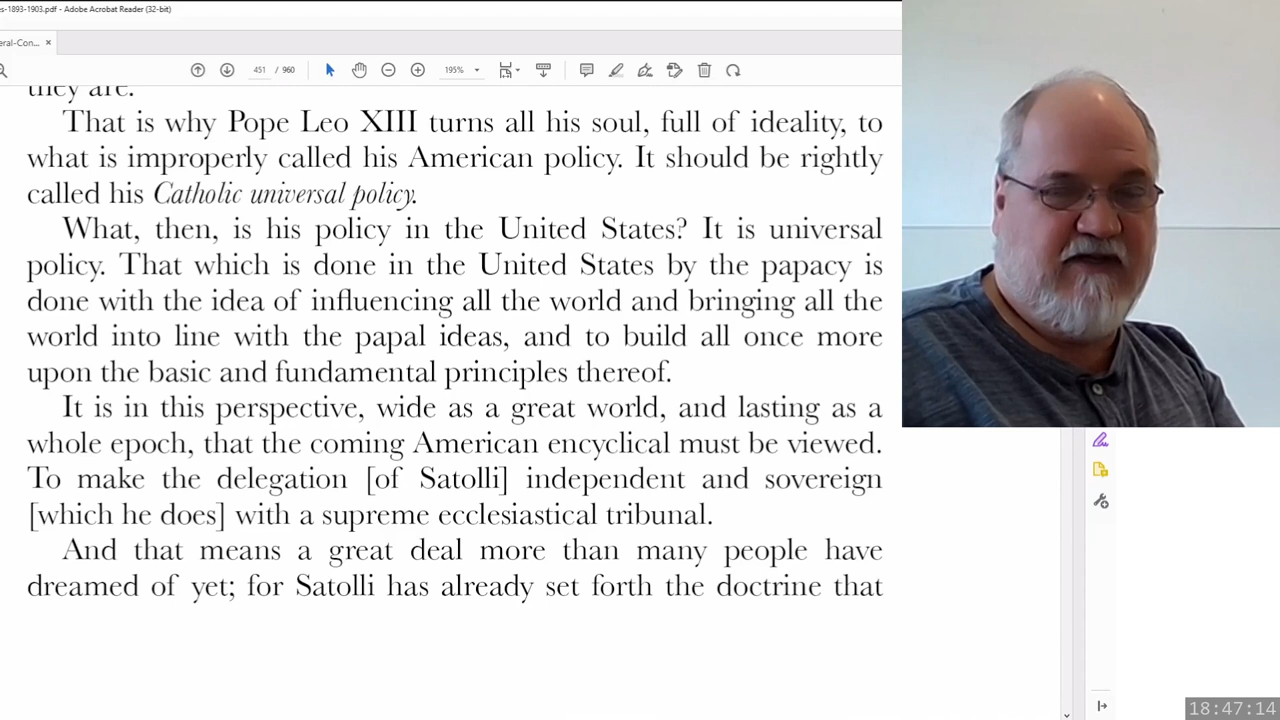 s-1893-1903.pdf - Adobe Acrobat Reader (32-bit)
eral-Con... ×
451 / 960
195%
they are.
That is why Pope Leo XIII turns all his soul, full of ideality, to
what is improperly called his American policy. It should be rightly
called his Catholic universal policy.
What, then, is his policy in the United States? It is universal
policy. That which is done in the United States by the papacy is
done with the idea of influencing all the world and bringing all the
world into line with the papal ideas, and to build all once more
upon the basic and fundamental principles thereof.
It is in this perspective, wide as a great world, and lasting as a
whole epoch, that the coming American encyclical must be viewed.
To make the delegation [of Satolli] independent and sovereign
[which he does] with a supreme ecclesiastical tribunal.
And that means a great deal more than many people have
dreamed of yet; for Satolli has already set forth the doctrine that
18:47:14